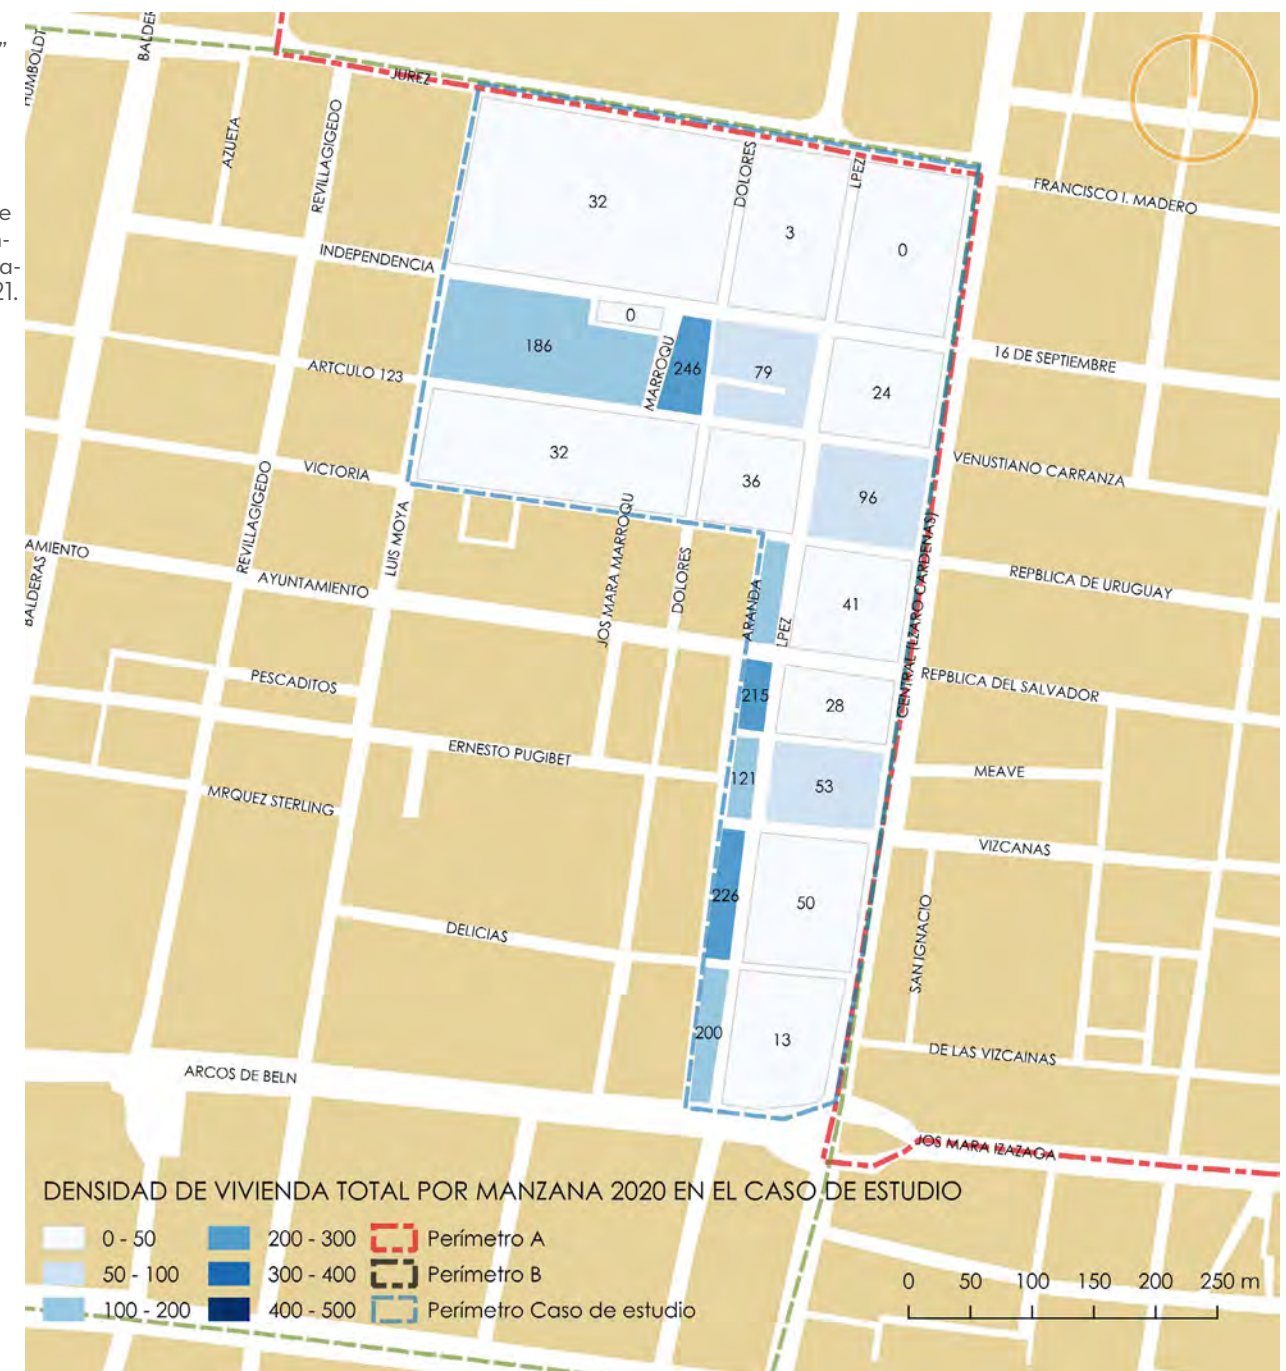 ”
e
n-
a-
21.
HUMBOLDT
BALDER
JUREZ
AZUETA
REVILLAGIGEDO
DOLORES
LPEZ
FRANCISCO I. MADERO
32
3
0
INDEPENDENCIA
0
186
MARROQU
246
79
24
16 DE SEPTIEMBRE
ARTCULO 123
32
36
96
VENUSTIANO CARRANZA
VICTORIA
REVILLAGIGEDO
LUIS MOYA
JOS MARA MARROQU
DOLORES
ARANDA
LPEZ
41
CENTRAL (LZARO CARDENAS)
REPBLICA DE URUGUAY
AMIENTO
BALDERAS
AYUNTAMIENTO
PESCADITOS
215
28
REPBLICA DEL SALVADOR
ERNESTO PUGIBET
121
53
MEAVE
MRQUEZ STERLING
VIZCANAS
226
50
SAN IGNACIO
DELICIAS
200
13
DE LAS VIZCAINAS
ARCOS DE BELN
JOS MARA IZAZAGA
DENSIDAD DE VIVIENDA TOTAL POR MANZANA 2020 EN EL CASO DE ESTUDIO
0 - 50
200 - 300
Perímetro A
50 - 100
300 - 400
Perímetro B
100 - 200
400 - 500
Perímetro Caso de estudio
0 50 100 150 200 250 m